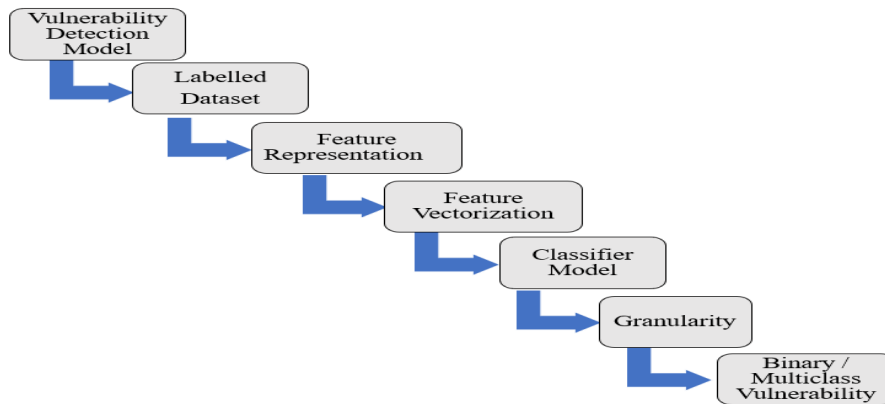 Vulnerability
Detection
Model
Labelled
Dataset
Feature
Representation
Feature
Vectorization
Classifier
Model
Granularity
Binary /
Multiclass
Vulnerability